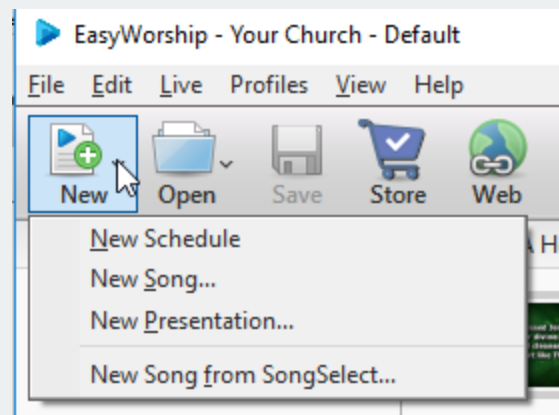 EasyWorship - Your Church - Default
File Edit Live Profiles View Help
New Open Save Store Web
New Schedule
New Song...
New Presentation...
New Song from SongSelect...